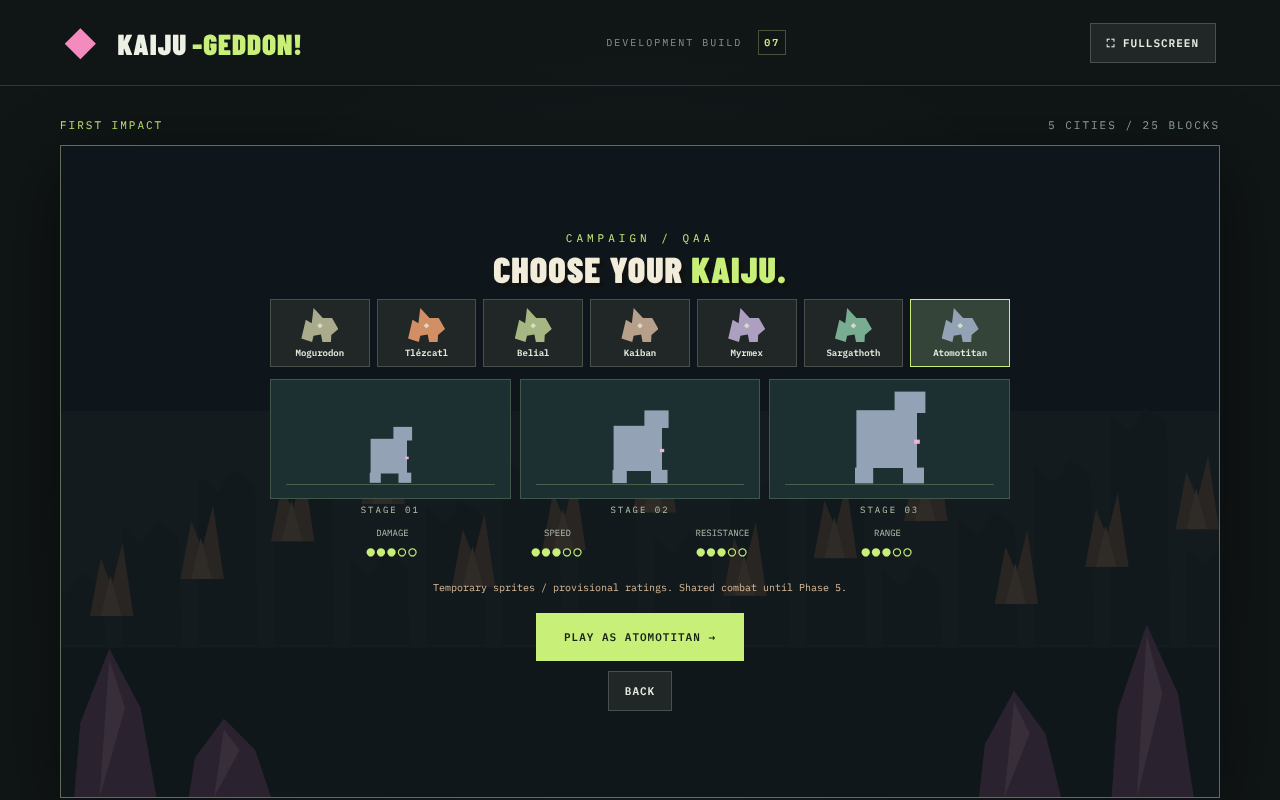 KAIJU-GEDDON!
DEVELOPMENT BUILD 07
FULLSCREEN
FIRST IMPACT
5 CITIES / 25 BLOCKS
CAMPAIGN / QAA
CHOOSE YOUR KAIJU.
Mogurodon Tlézcatl Belial Kaiban Myrmex Sargathoth Atomotitan
STAGE 01 STAGE 02 STAGE 03
DAMAGE SPEED RESISTANCE RANGE
Temporary sprites / provisional ratings. Shared combat until Phase 5.
PLAY AS ATOMOTITAN →
BACK